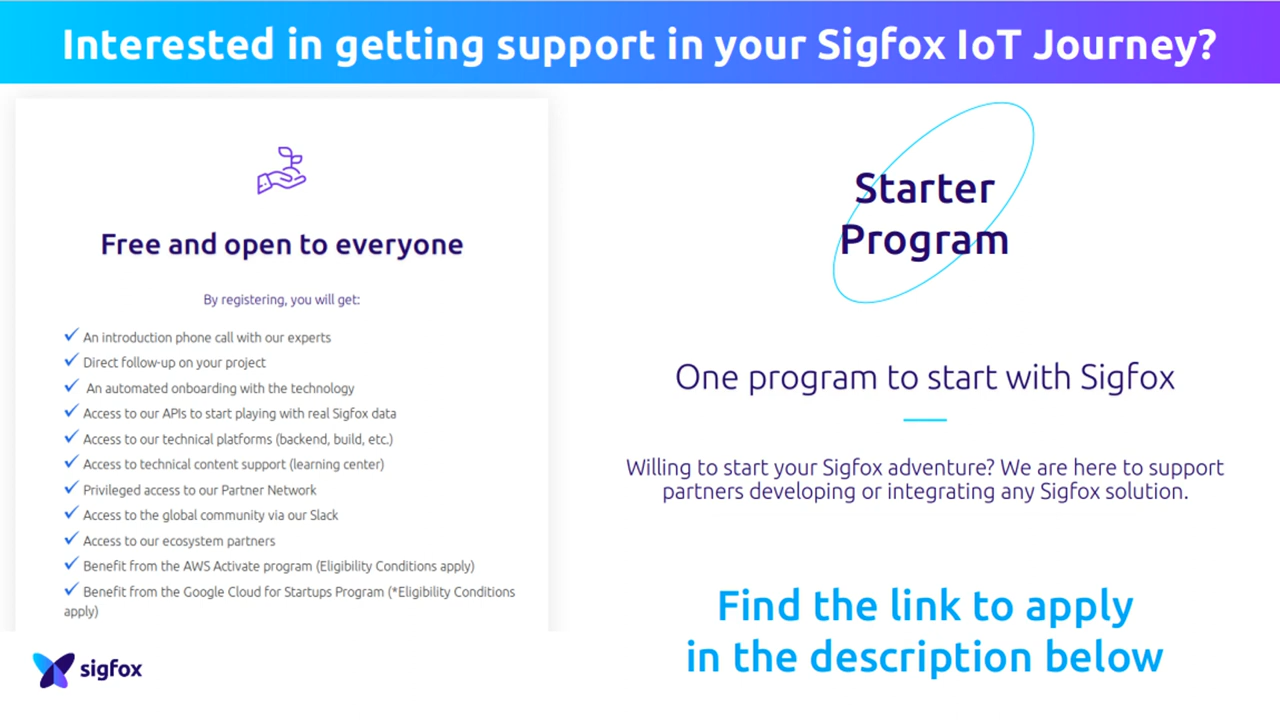 Interested in getting support in your Sigfox IoT Journey?
Free and open to everyone
By registering, you will get:
An introduction phone call with our experts
Direct follow-up on your project
An automated onboarding with the technology
Access to our APIs to start playing with real Sigfox data
Access to our technical platforms (backend, build, etc.)
Access to technical content support (learning center)
Privileged access to our Partner Network
Access to the global community via our Slack
Access to our ecosystem partners
Benefit from the AWS Activate program (Eligibility Conditions apply)
Benefit from the Google Cloud for Startups Program (*Eligibility Conditions
apply)
sigfox
Starter
Program
One program to start with Sigfox
Willing to start your Sigfox adventure? We are here to support
partners developing or integrating any Sigfox solution.
Find the link to apply
in the description below